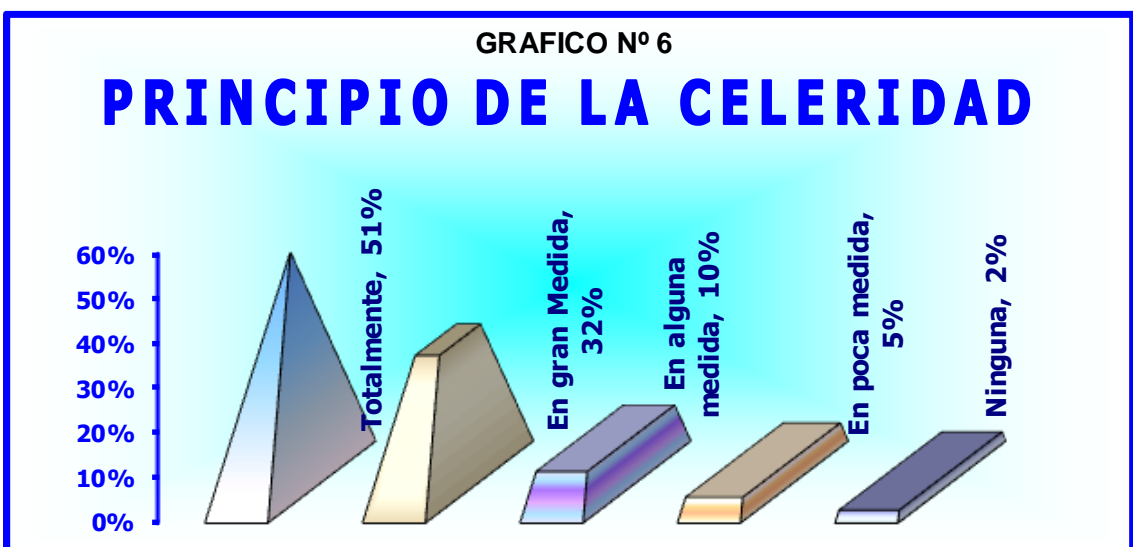 GRAFICO Nº 6
PRINCIPIO DE LA CELERIDAD
60%
50%
40%
30%
20%
10%
0%
Totalmente, 51%
En gran Medida,
32%
En alguna
medida, 10%
En poca medida,
5%
Ninguna, 2%